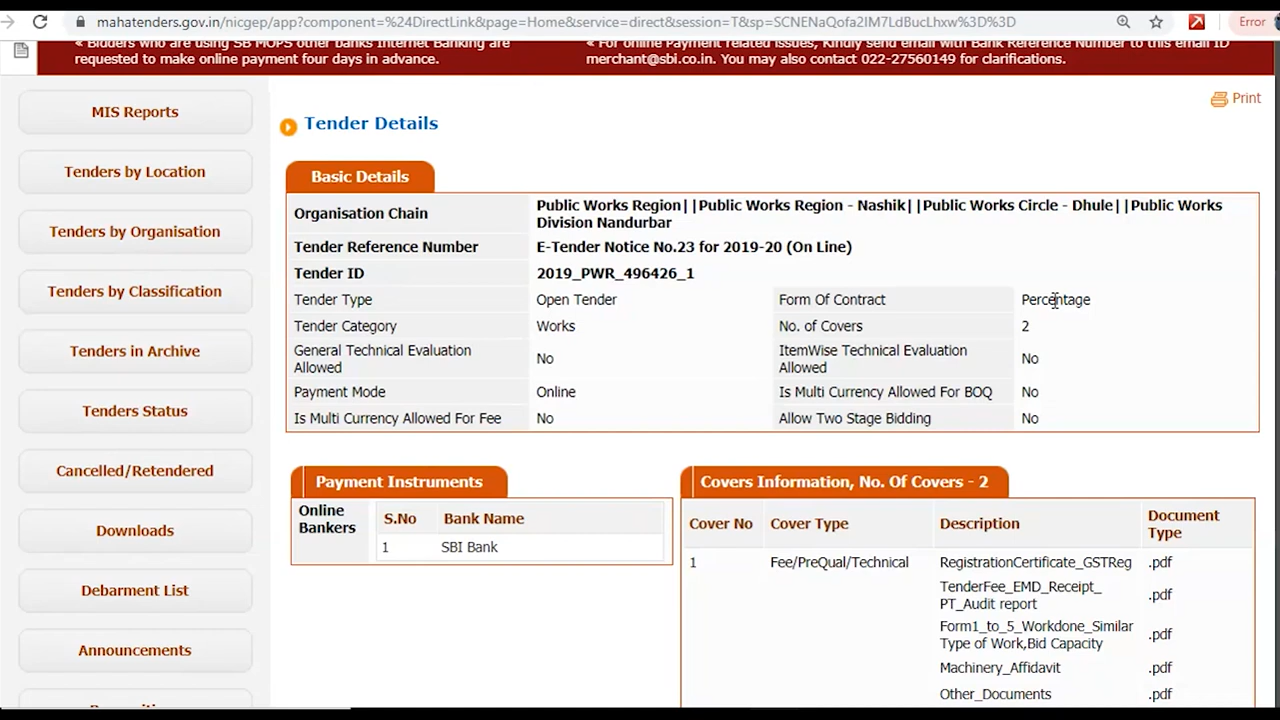 mahatenders.gov.in/nicgep/app?component=%24DirectLink&page=Home&service=direct&session=T&sp=SCNENaQofa2IM7LdBucLhxw%3D%3D
Error
« Bidders who are using SB MOPS other banks Internet Banking are
requested to make online payment four days in advance.
« For online Payment related issues, Kindly send email with Bank Reference Number to this email ID
merchant@sbi.co.in. You may also contact 022-27560149 for clarifications.
Print
MIS Reports
Tenders by Location
Tenders by Organisation
Tenders by Classification
Tenders in Archive
Tenders Status
Cancelled/Retendered
Downloads
Debarment List
Announcements
Tender Details
Basic Details
Organisation Chain
Public Works Region||Public Works Region - Nashik||Public Works Circle - Dhule||Public Works
Division Nandurbar
Tender Reference Number
E-Tender Notice No.23 for 2019-20 (On Line)
Tender ID
2019_PWR_496426_1
Tender Type
Open Tender
Form Of Contract
Percentage
Tender Category
Works
No. of Covers
2
General Technical Evaluation
Allowed
No
ItemWise Technical Evaluation
Allowed
No
Payment Mode
Online
Is Multi Currency Allowed For BOQ
No
Is Multi Currency Allowed For Fee
No
Allow Two Stage Bidding
No
Payment Instruments
Online
Bankers
S.No
Bank Name
1
SBI Bank
Covers Information, No. Of Covers - 2
Cover No
Cover Type
Description
Document
Type
1
Fee/PreQual/Technical
RegistrationCertificate_GSTReg
.pdf
TenderFee_EMD_Receipt_
PT_Audit report
.pdf
Form1_to_5_Workdone_Similar
Type of Work,Bid Capacity
.pdf
Machinery_Affidavit
.pdf
Other_Documents
.pdf